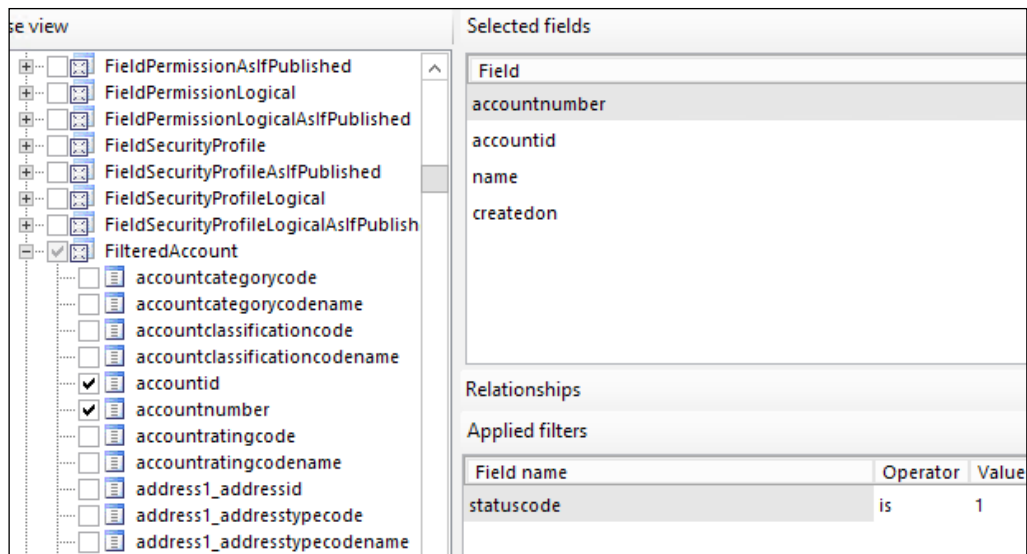 se view
FieldPermissionAsIfPublished
FieldPermissionLogical
FieldPermissionLogicalAsIfPublished
FieldSecurityProfile
FieldSecurityProfileAsIfPublished
FieldSecurityProfileLogical
FieldSecurityProfileLogicalAsIfPublish
FilteredAccount
accountcategorycode
accountcategorycodename
accountclassificationcode
accountclassificationcodename
accountid
accountnumber
accountratingcode
accountratingcodename
address1_addressid
address1_addresstypecode
address1_addresstypecodename
Selected fields
Field
accountnumber
accountid
name
createdon
Relationships
Applied filters
Field name Operator Value
statuscode is 1